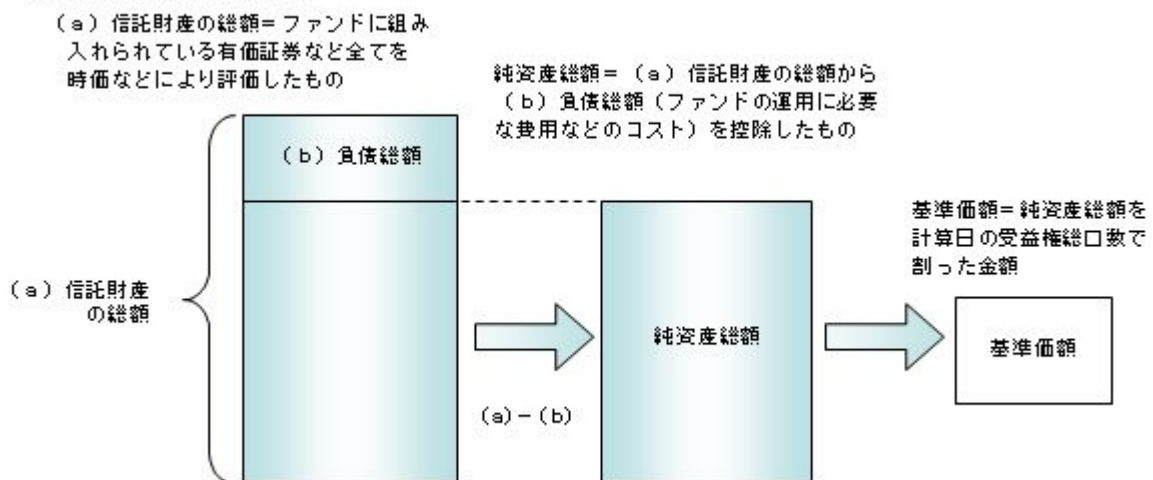 (a)信託財産の総額=ファンドに組み
入れられている有価証券など全てを
時価などにより評価したもの
純資産総額=(a)信託財産の総額から
(b)負債総額(ファンドの運用に必要
な費用などのコスト)を控除したもの
(b)負債総額
基準価額=純資産総額を
計算日の受益権総口数で
割った金額
(a)信託財産
の総額
純資産総額
基準価額
(a)-(b)